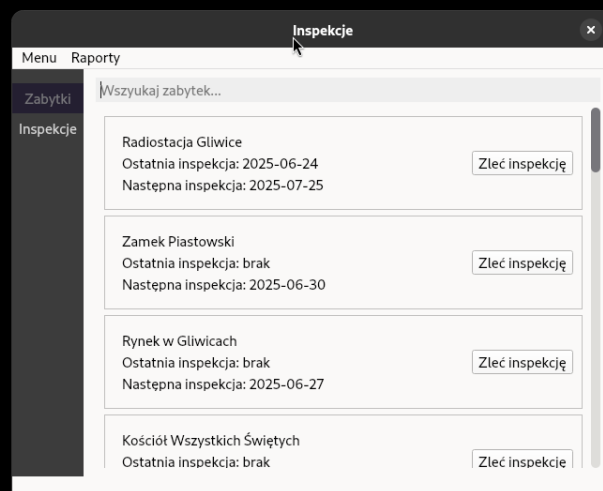 Inspekcje
Menu Raporty
Zabytki
Inspekcje
Wszyukaj zabytek...
Radiostacja Gliwice
Ostatnia inspekcja: 2025-06-24
Następna inspekcja: 2025-07-25
Zleć inspekcję
Zamek Piastowski
Ostatnia inspekcja: brak
Następna inspekcja: 2025-06-30
Zleć inspekcję
Rynek w Gliwicach
Ostatnia inspekcja: brak
Następna inspekcja: 2025-06-27
Zleć inspekcję
Kościół Wszystkich Świętych
Ostatnia inspekcja: brak
Zleć inspekcję